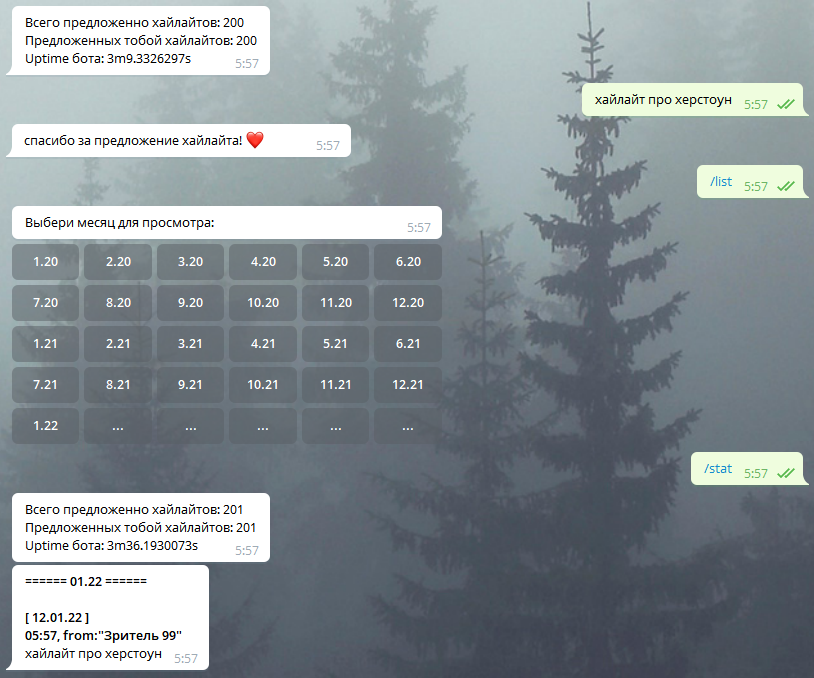 Всего предложенно хайлайтов: 200
Предложенных тобой хайлайтов: 200
Uptime бота: 3m9.3326297s 5:57
хайлайт про херстоун 5:57
спасибо за предложение хайлайта! ❤️ 5:57
/list 5:57
Выбери месяц для просмотра: 5:57
1.20 2.20 3.20 4.20 5.20 6.20
7.20 8.20 9.20 10.20 11.20 12.20
1.21 2.21 3.21 4.21 5.21 6.21
7.21 8.21 9.21 10.21 11.21 12.21
1.22 ... ... ... ... ...
/stat 5:57
Всего предложенно хайлайтов: 201
Предложенных тобой хайлайтов: 201
Uptime бота: 3m36.1930073s 5:57
====== 01.22 ======
[ 12.01.22 ]
05:57, from:"Зритель 99"
хайлайт про херстоун 5:57